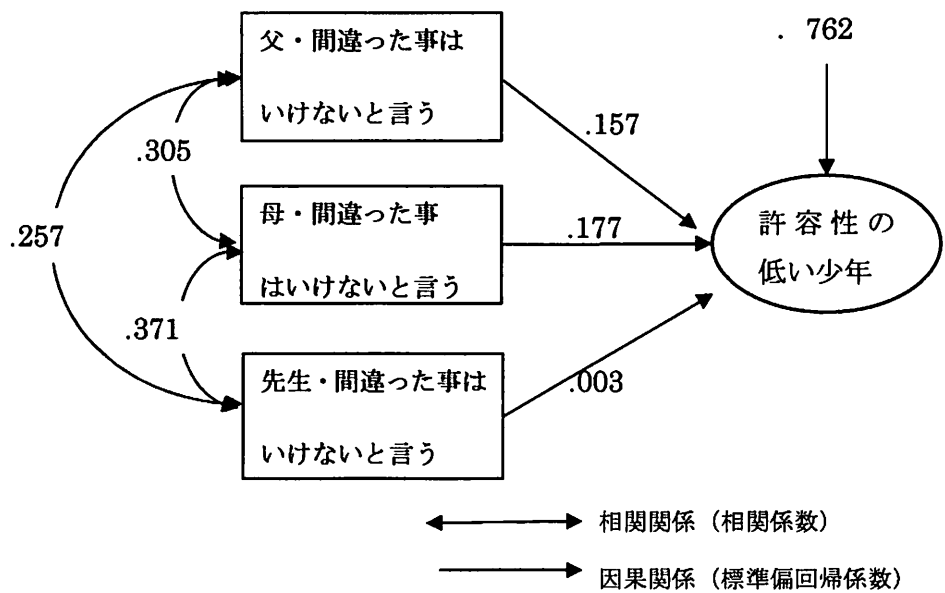 父・間違った事は
いけないと言う
. 762
.157
.305
母・間違った事
はいけないと言う
.177
許容性の
低い少年
.257
.371
先生・間違った事は
いけないと言う
.003
相関関係（相関係数）
因果関係（標準偏回帰係数）